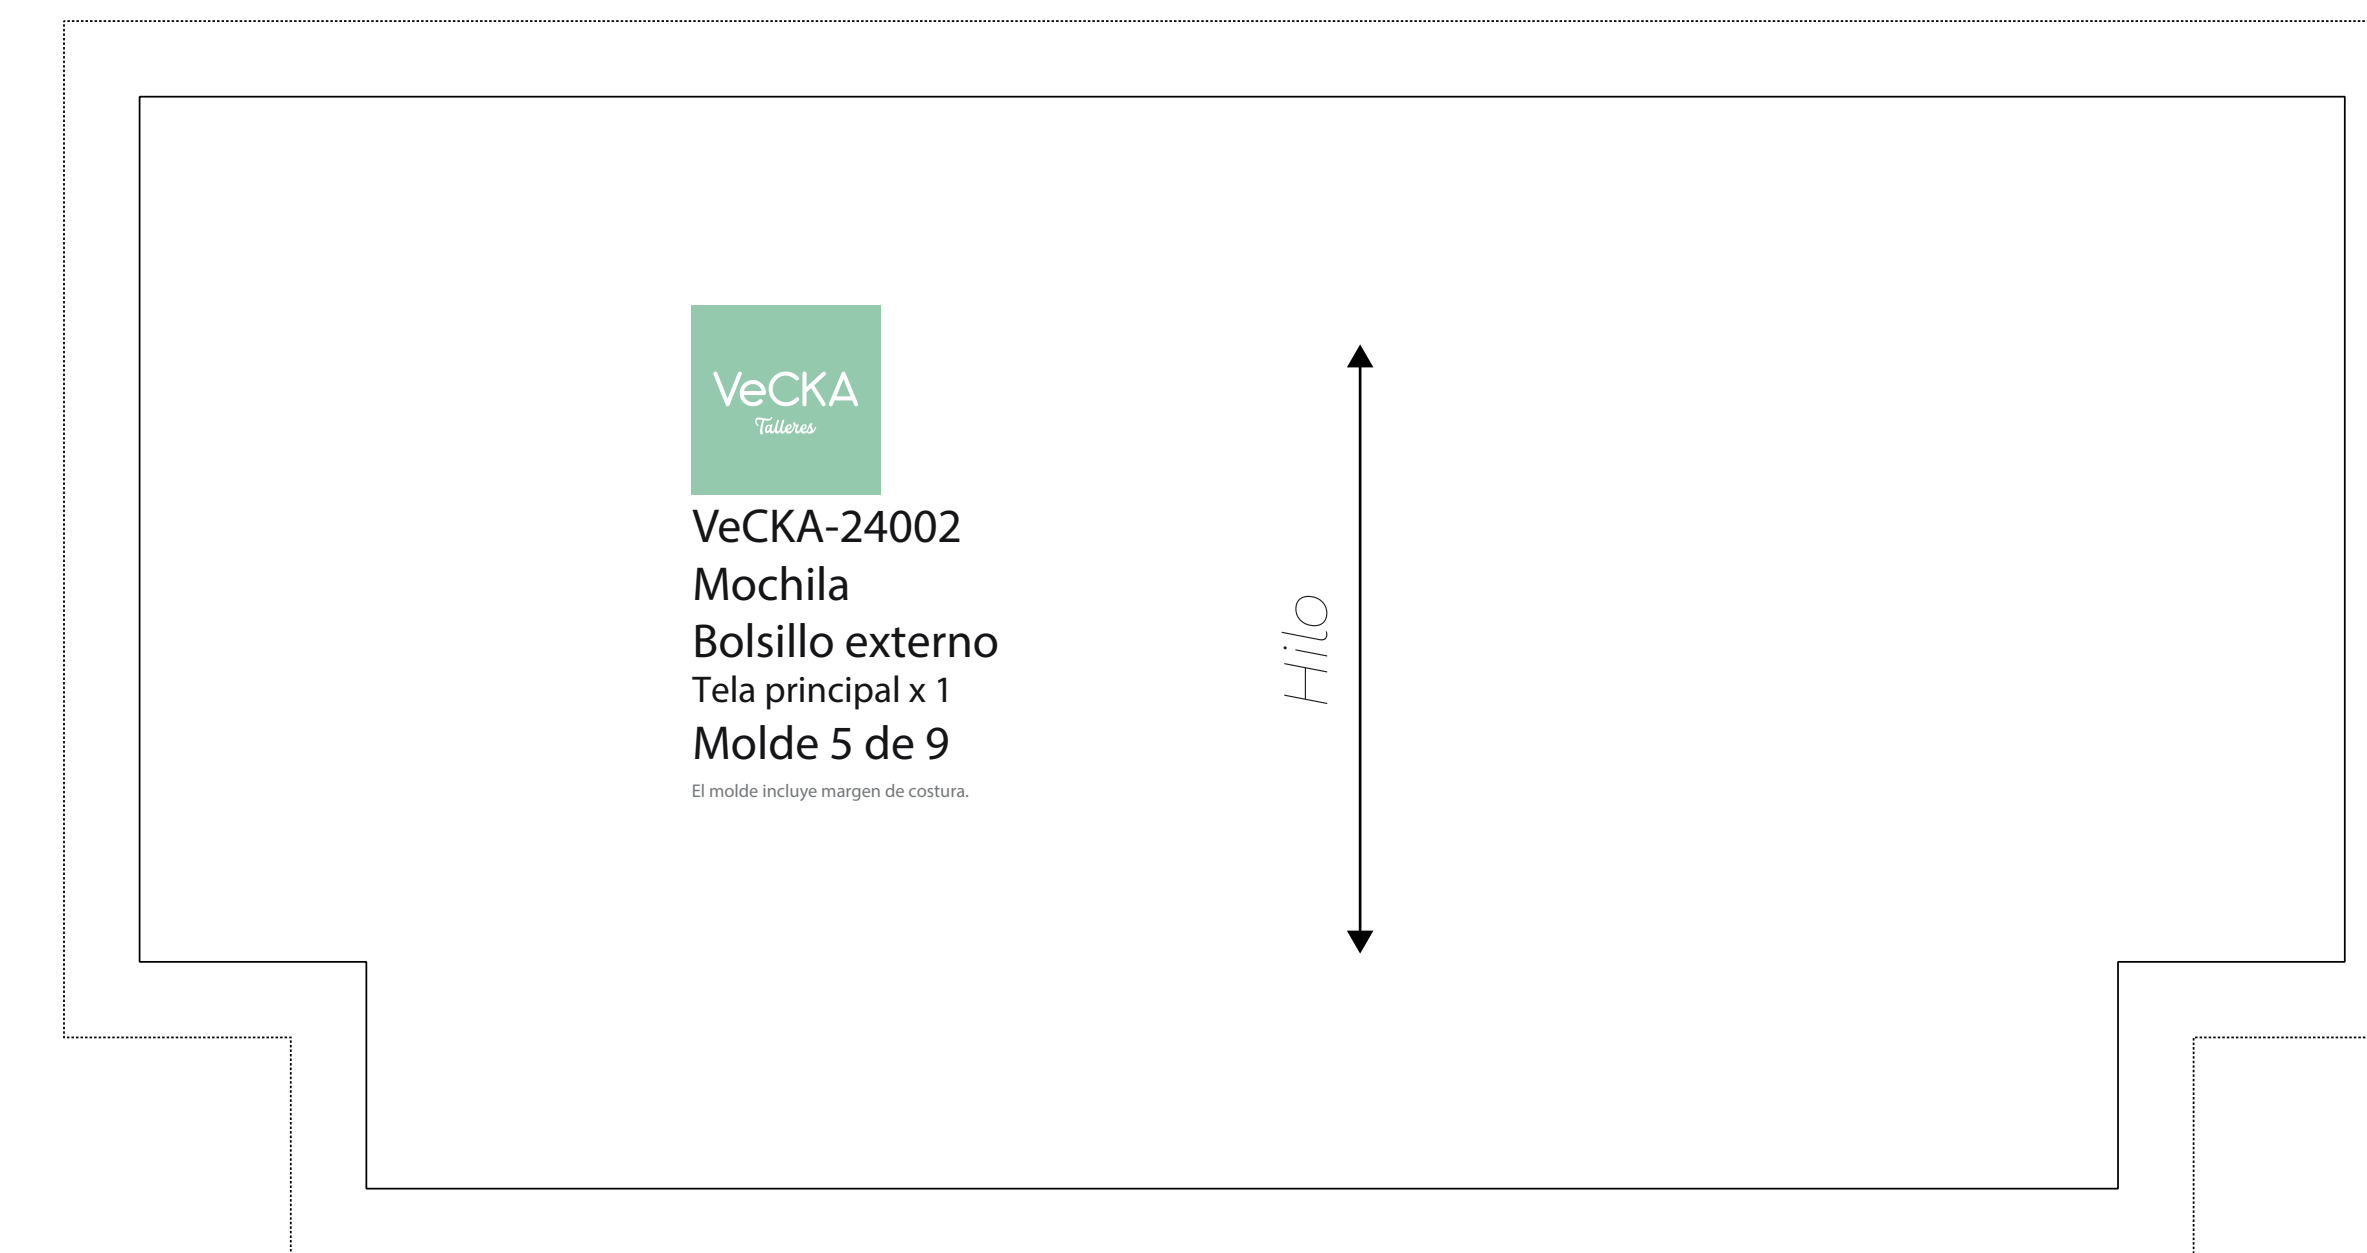 VeCKA
Talleres
VeCKA-24002
Mochila
Bolsillo externo
Tela principal x 1
Molde 5 de 9
El molde incluye margen de costura.
Hilo